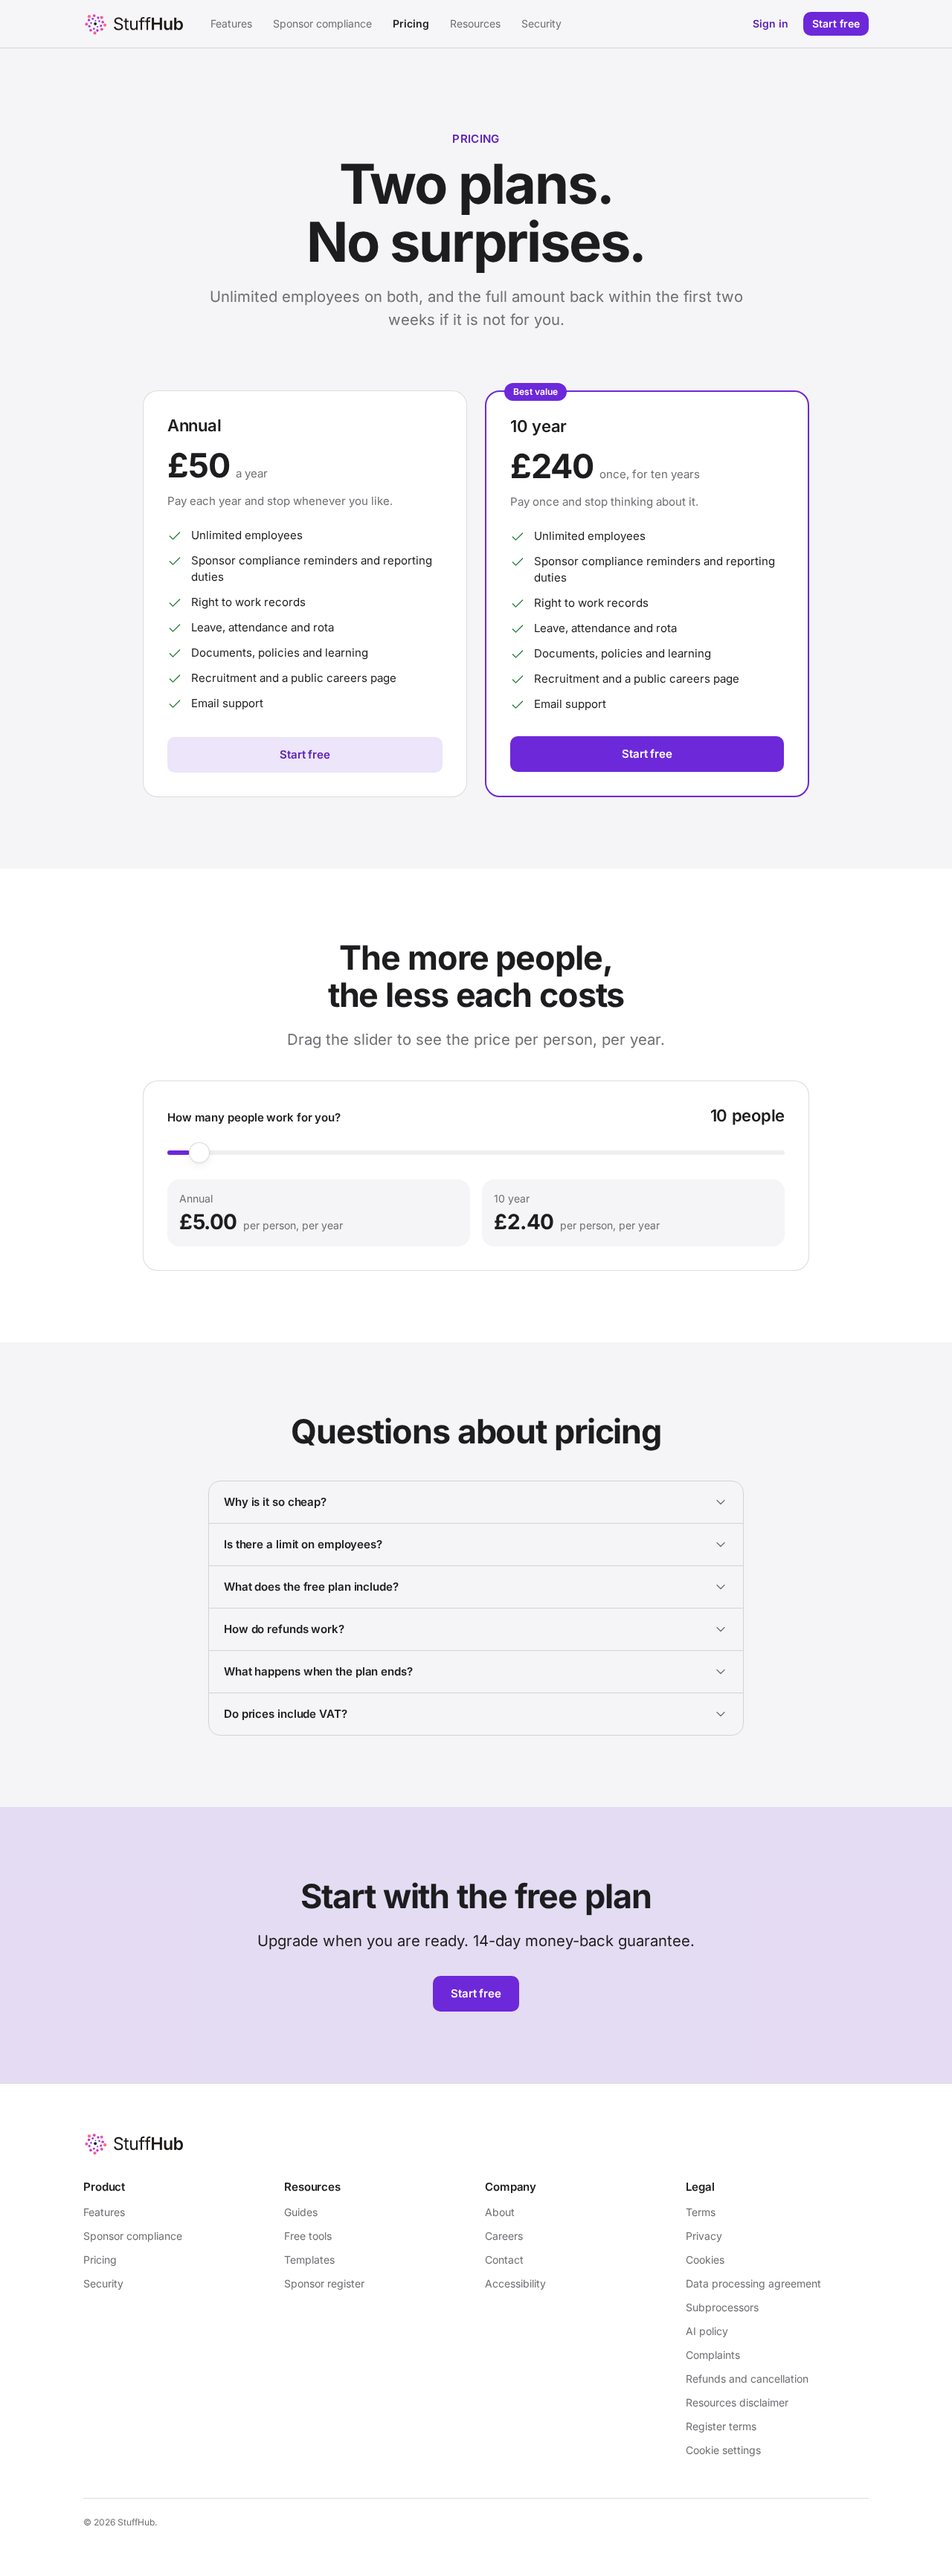 StuffHub
Features
Sponsor compliance
Pricing
Resources
Security
Sign in
Start free
PRICING
Two plans.
No surprises.
Unlimited employees on both, and the full amount back within the first two
weeks if it is not for you.
Annual
£50 a year
Pay each year and stop whenever you like.
Unlimited employees
Sponsor compliance reminders and reporting
duties
Right to work records
Leave, attendance and rota
Documents, policies and learning
Recruitment and a public careers page
Email support
Start free
Best value
10 year
£240 once, for ten years
Pay once and stop thinking about it.
Unlimited employees
Sponsor compliance reminders and reporting
duties
Right to work records
Leave, attendance and rota
Documents, policies and learning
Recruitment and a public careers page
Email support
Start free
The more people,
the less each costs
Drag the slider to see the price per person, per year.
How many people work for you?
10 people
Annual
£5.00 per person, per year
10 year
£2.40 per person, per year
Questions about pricing
Why is it so cheap?
Is there a limit on employees?
What does the free plan include?
How do refunds work?
What happens when the plan ends?
Do prices include VAT?
Start with the free plan
Upgrade when you are ready. 14-day money-back guarantee.
Start free
StuffHub
Product
Features
Sponsor compliance
Pricing
Security
Resources
Guides
Free tools
Templates
Sponsor register
Company
About
Careers
Contact
Accessibility
Legal
Terms
Privacy
Cookies
Data processing agreement
Subprocessors
AI policy
Complaints
Refunds and cancellation
Resources disclaimer
Register terms
Cookie settings
© 2026 StuffHub.